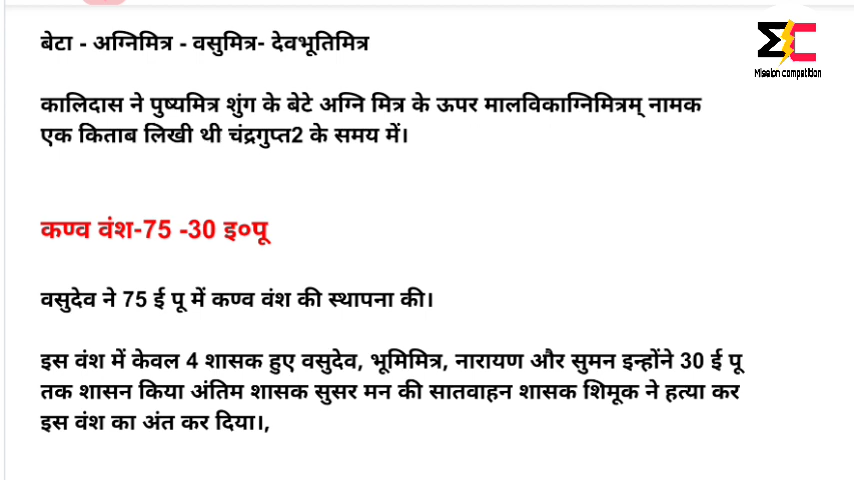 बेटा - अग्निमित्र - वसुमित्र- देवभूतिमित्र
Mission compatition
कालिदास ने पुष्यमित्र शुंग के बेटे अग्नि मित्र के ऊपर मालविकाग्निमित्रम् नामक
एक किताब लिखी थी चंद्रगुप्त2 के समय में।
कण्व वंश-75 -30 इ०पू
वसुदेव ने 75 ई पू में कण्व वंश की स्थापना की।
इस वंश में केवल 4 शासक हुए वसुदेव, भूमिमित्र, नारायण और सुमन इन्होंने 30 ई पू
तक शासन किया अंतिम शासक सुसर मन की सातवाहन शासक शिमूक ने हत्या कर
इस वंश का अंत कर दिया।,